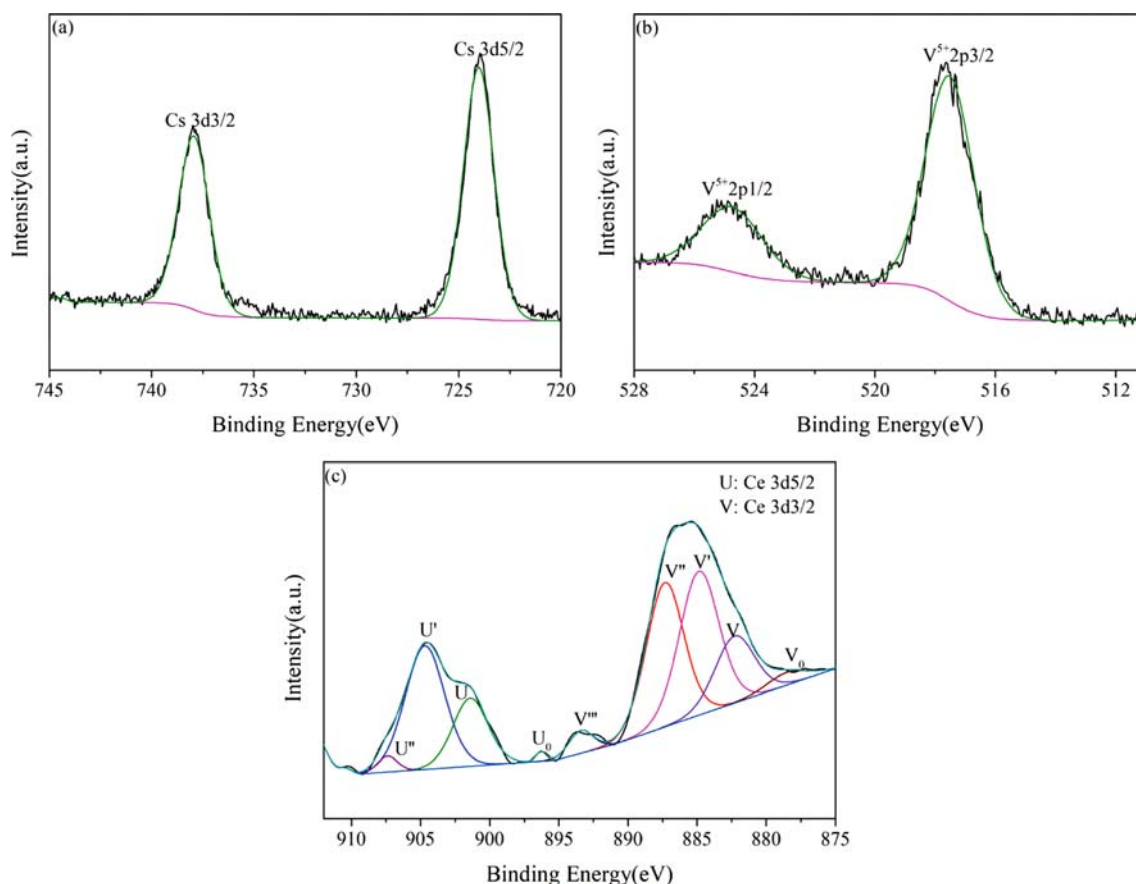 (a)
Cs 3d5/2
Cs 3d3/2
Intensity(a.u.)
745 740 735 730 725 720
Binding Energy(eV)
(b)
V⁵⁺2p3/2
V⁵⁺2p1/2
Intensity(a.u.)
528 524 520 516 512
Binding Energy(eV)
(c)
U: Ce 3d5/2
V: Ce 3d3/2
U'
U''
U
U₀
V'''
V''
V'
V
V₀
Intensity(a.u.)
910 905 900 895 890 885 880 875
Binding Energy(eV)